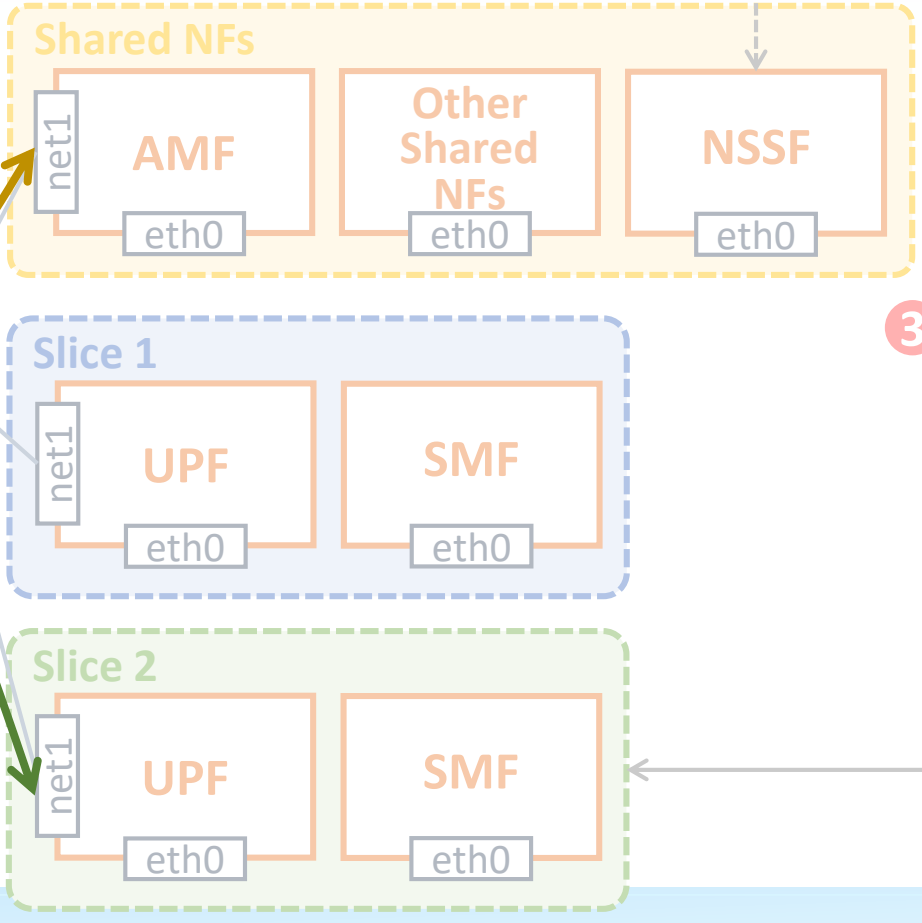 Shared NFs
net1
AMF
eth0
Other
Shared
NFs
eth0
NSSF
eth0
3
Slice 1
net1
UPF
eth0
SMF
eth0
Slice 2
net1
UPF
eth0
SMF
eth0